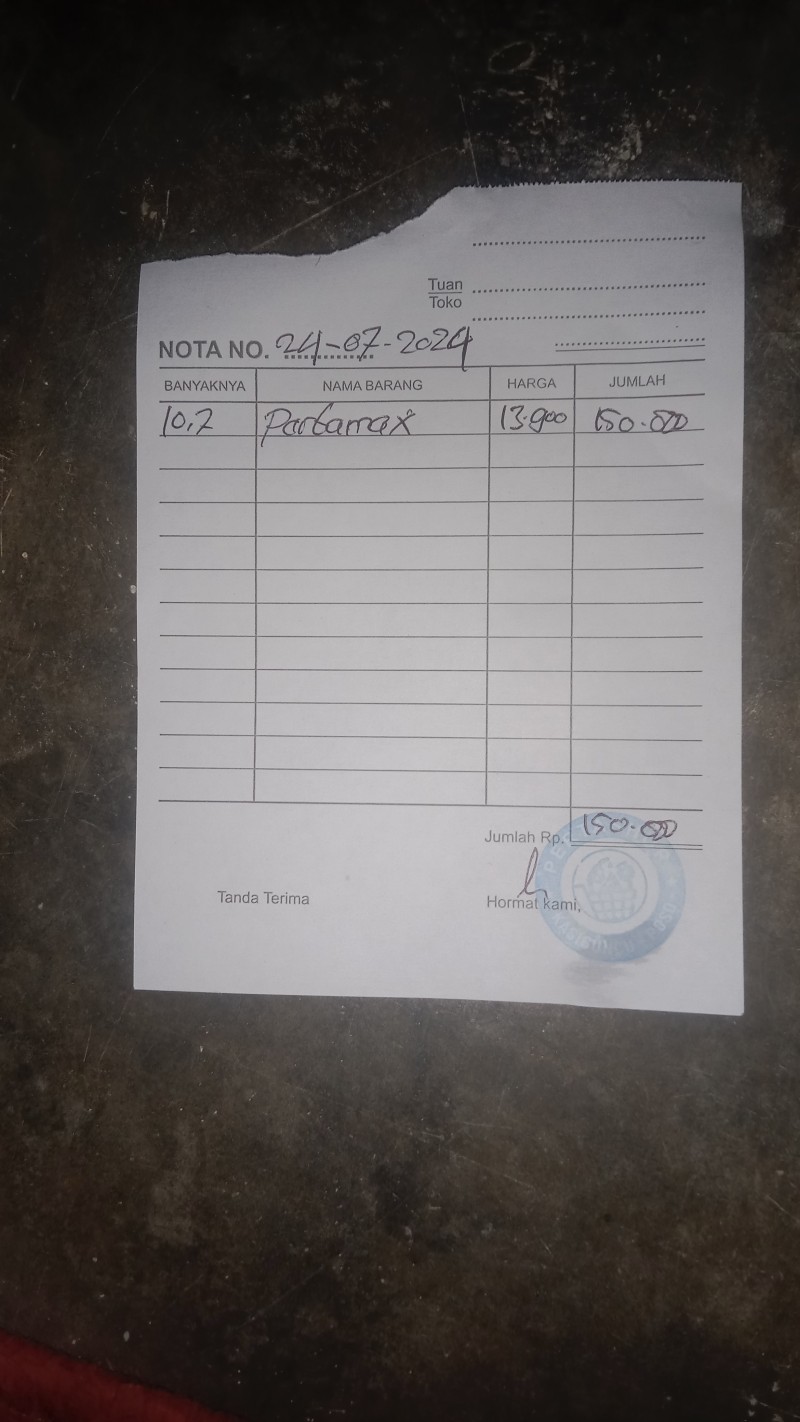 Tuan
Toko
NOTA NO. 24-07-2024
BANYAKNYA NAMA BARANG HARGA JUMLAH
10,7 Partamax 13.900 150.000
Jumlah Rp. 150.000
Tanda Terima Hormat kami,